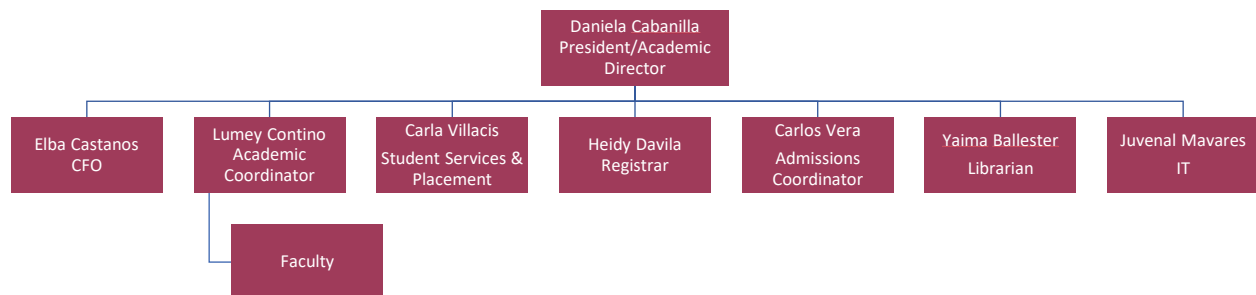 Daniela Cabanilla
President/Academic
Director
Elba Castanos
CFO
Lumey Contino
Academic
Coordinator
Carla Villacis
Student Services &
Placement
Heidy Davila
Registrar
Carlos Vera
Admissions
Coordinator
Yaima Ballester
Librarian
Juvenal Mavares
IT
Faculty